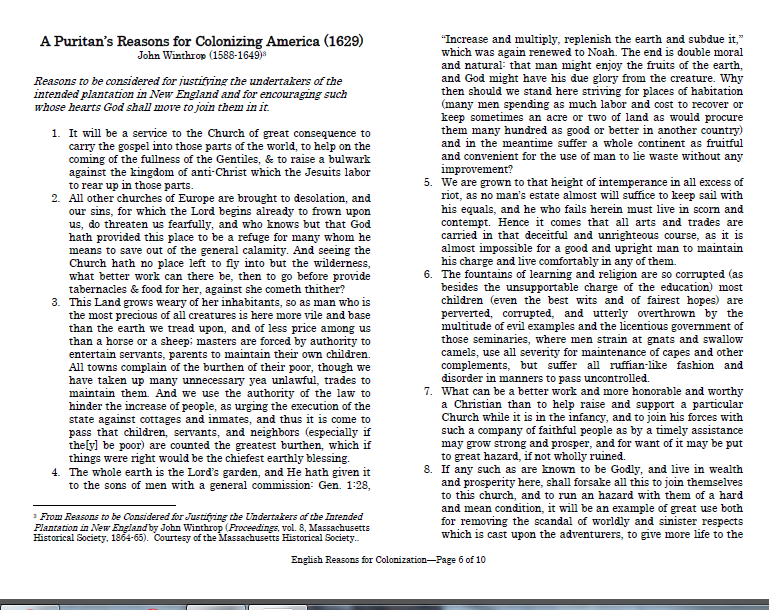 A Puritan's Reasons for Colonizing America (1629)
John Winthrop (1588-1649)³
Reasons to be considered for justifying the undertakers of the
intended plantation in New England and for encouraging such
whose hearts God shall move to join them in it.
1. It will be a service to the Church of great consequence to
carry the gospel into those parts of the world, to help on the
coming of the fullness of the Gentiles, & to raise a bulwark
against the kingdom of anti-Christ which the Jesuits labor
to rear up in those parts.
2. All other churches of Europe are brought to desolation, and
our sins, for which the Lord begins already to frown upon
us, do threaten us fearfully, and who knows but that God
hath provided this place to be a refuge for many whom he
means to save out of the general calamity. And seeing the
Church hath no place left to fly into but the wilderness,
what better work can there be, then to go before provide
tabernacles & food for her, against she cometh thither?
3. This Land grows weary of her inhabitants, so as man who is
the most precious of all creatures is here more vile and base
than the earth we tread upon, and of less price among us
than a horse or a sheep; masters are forced by authority to
entertain servants, parents to maintain their own children.
All towns complain of the burthen of their poor, though we
have taken up many unnecessary yea unlawful, trades to
maintain them. And we use the authority of the law to
hinder the increase of people, as urging the execution of the
state against cottages and inmates, and thus it is come to
pass that children, servants, and neighbors (especially if
the[y] be poor) are counted the greatest burthen, which if
things were right would be the chiefest earthly blessing.
4. The whole earth is the Lord's garden, and He hath given it
to the sons of men with a general commission: Gen. 1:28,
³ From Reasons to be Considered for Justifying the Undertakers of the Intended
Plantation in New England by John Winthrop (Proceedings, vol. 8, Massachusetts
Historical Society, 1864-65). Courtesy of the Massachusetts Historical Society..
"Increase and multiply, replenish the earth and subdue it,"
which was again renewed to Noah. The end is double moral
and natural: that man might enjoy the fruits of the earth,
and God might have his due glory from the creature. Why
then should we stand here striving for places of habitation
(many men spending as much labor and cost to recover or
keep sometimes an acre or two of land as would procure
them many hundred as good or better in another country)
and in the meantime suffer a whole continent as fruitful
and convenient for the use of man to lie waste without any
improvement?
5. We are grown to that height of intemperance in all excess of
riot, as no man's estate almost will suffice to keep sail with
his equals, and he who fails herein must live in scorn and
contempt. Hence it comes that all arts and trades are
carried in that deceitful and unrighteous course, as it is
almost impossible for a good and upright man to maintain
his charge and live comfortably in any of them.
6. The fountains of learning and religion are so corrupted (as
besides the unsupportable charge of the education) most
children (even the best wits and of fairest hopes) are
perverted, corrupted, and utterly overthrown by the
multitude of evil examples and the licentious government of
those seminaries, where men strain at gnats and swallow
camels, use all severity for maintenance of capes and other
complements, but suffer all ruffian-like fashion and
disorder in manners to pass uncontrolled.
7. What can be a better work and more honorable and worthy
a Christian than to help raise and support a particular
Church while it is in the infancy, and to join his forces with
such a company of faithful people as by a timely assistance
may grow strong and prosper, and for want of it may be put
to great hazard, if not wholly ruined.
8. If any such as are known to be Godly, and live in wealth
and prosperity here, shall forsake all this to join themselves
to this church, and to run an hazard with them of a hard
and mean condition, it will be an example of great use both
for removing the scandal of worldly and sinister respects
which is cast upon the adventurers, to give more life to the
English Reasons for Colonization—Page 6 of 10